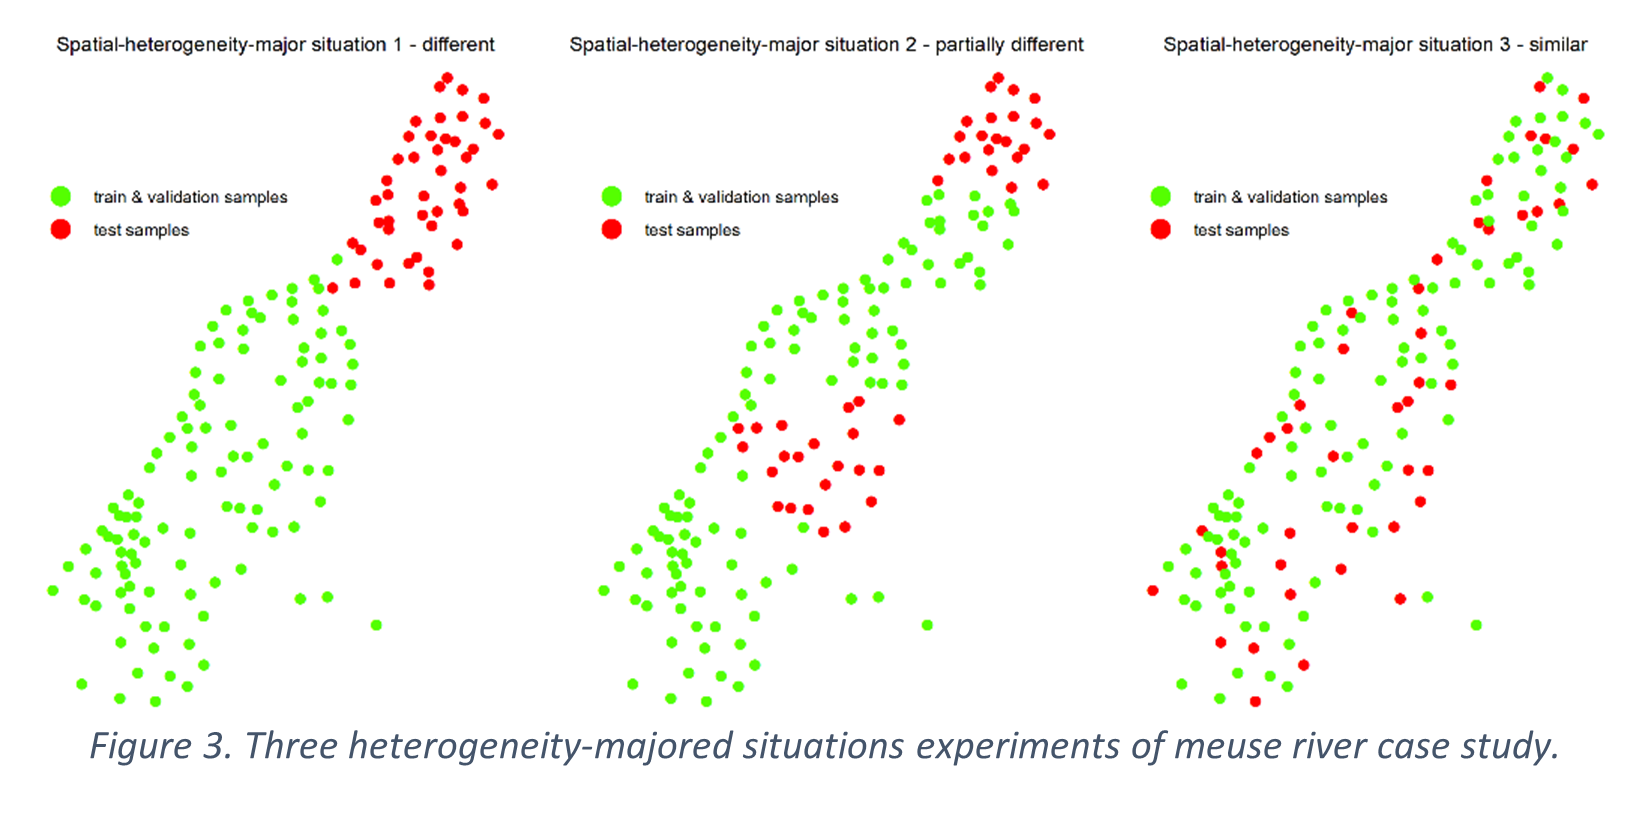 Spatial-heterogeneity-major situation 1 - different
train & validation samples
test samples
Spatial-heterogeneity-major situation 2 - partially different
train & validation samples
test samples
Spatial-heterogeneity-major situation 3 - similar
train & validation samples
test samples
Figure 3. Three heterogeneity-majored situations experiments of meuse river case study.